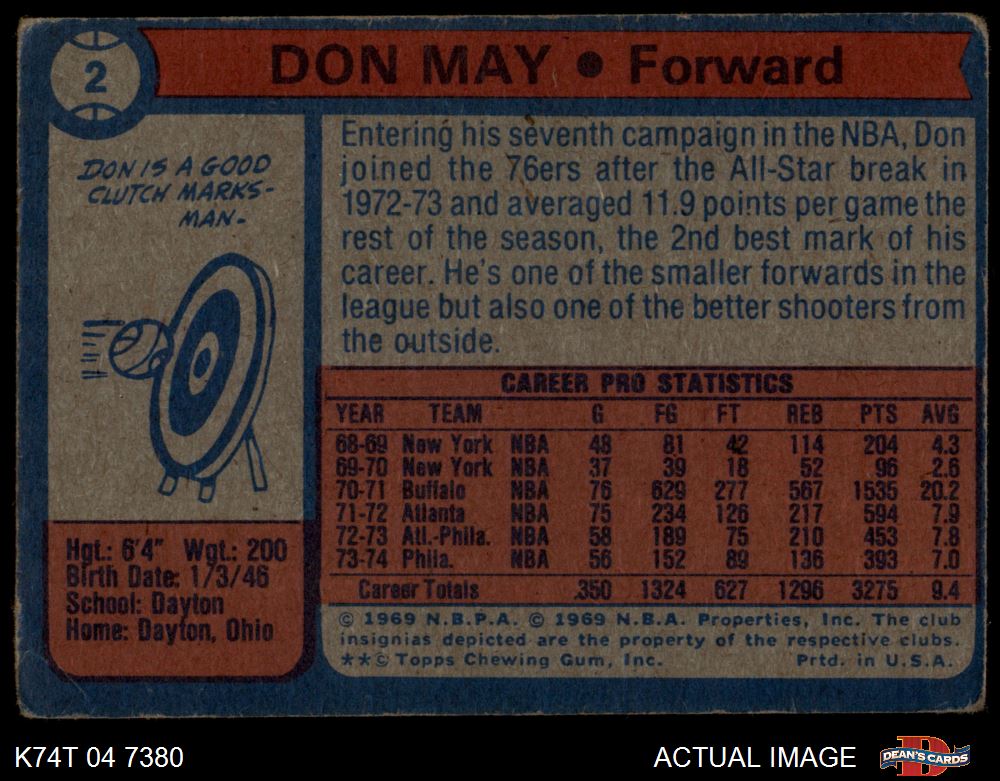 2
DON MAY • Forward
DON IS A GOOD
CLUTCH MARKS-
MAN-
Entering his seventh campaign in the NBA, Don
joined the 76ers after the All-Star break in
1972-73 and averaged 11.9 points per game the
rest of the season, the 2nd best mark of his
career. He's one of the smaller forwards in the
league but also one of the better shooters from
the outside.
CAREER PRO STATISTICS
YEAR TEAM G FG FT REB PTS AVG
68-69 New York NBA 48 81 42 114 204 4.3
69-70 New York NBA 37 39 18 52 96 2.6
70-71 Buffalo NBA 76 629 277 567 1535 20.2
71-72 Atlanta NBA 75 234 126 217 594 7.9
72-73 Atl.-Phila. NBA 58 189 75 210 453 7.8
73-74 Phila. NBA 56 152 89 136 393 7.0
Career Totals 350 1324 627 1296 3275 9.4
Hgt.: 6'4" Wgt.: 200
Birth Date: 1/3/46
School: Dayton
Home: Dayton, Ohio
© 1969 N.B.P.A. © 1969 N.B.A. Properties, Inc. The club
insignias depicted are the property of the respective clubs.
**© Topps Chewing Gum, Inc. Prtd. in U.S.A.
K74T 04 7380
ACTUAL IMAGE
D
DEAN'S CARDS